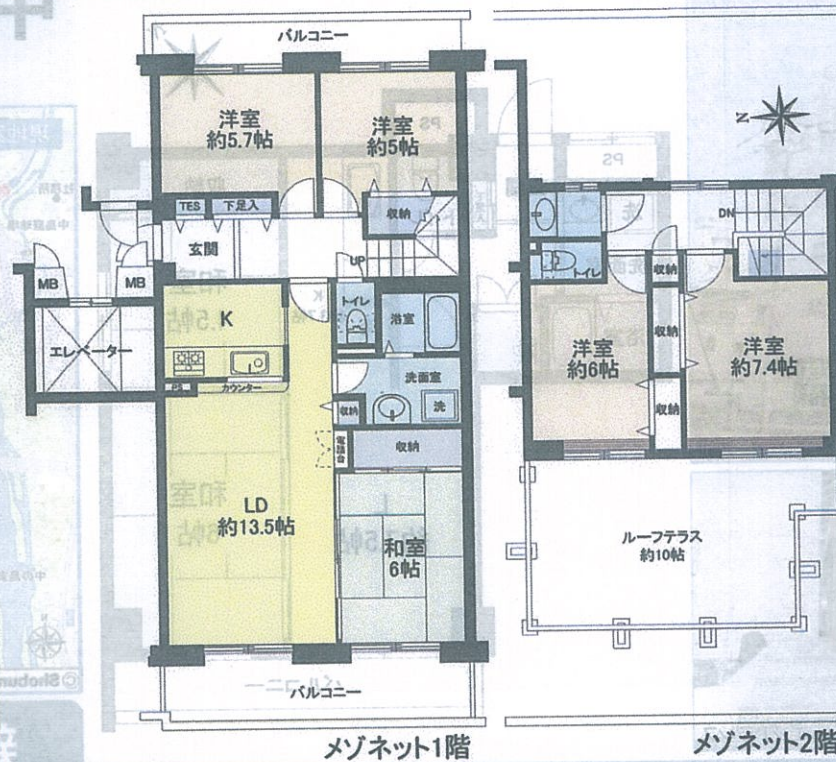 バルコニー
洋室
約5.7帖
洋室
約5帖
TES
下足入
収納
玄関
UP
MB
MB
エレベーター
K
トイレ
浴室
洗面室
洗
収納
PS
カウンター
電話台
収納
LD
約13.5帖
和室
6帖
バルコニー
メゾネット1階
N
DN
トイレ
収納
収納
収納
洋室
約6帖
洋室
約7.4帖
ルーフテラス
約10帖
メゾネット2階